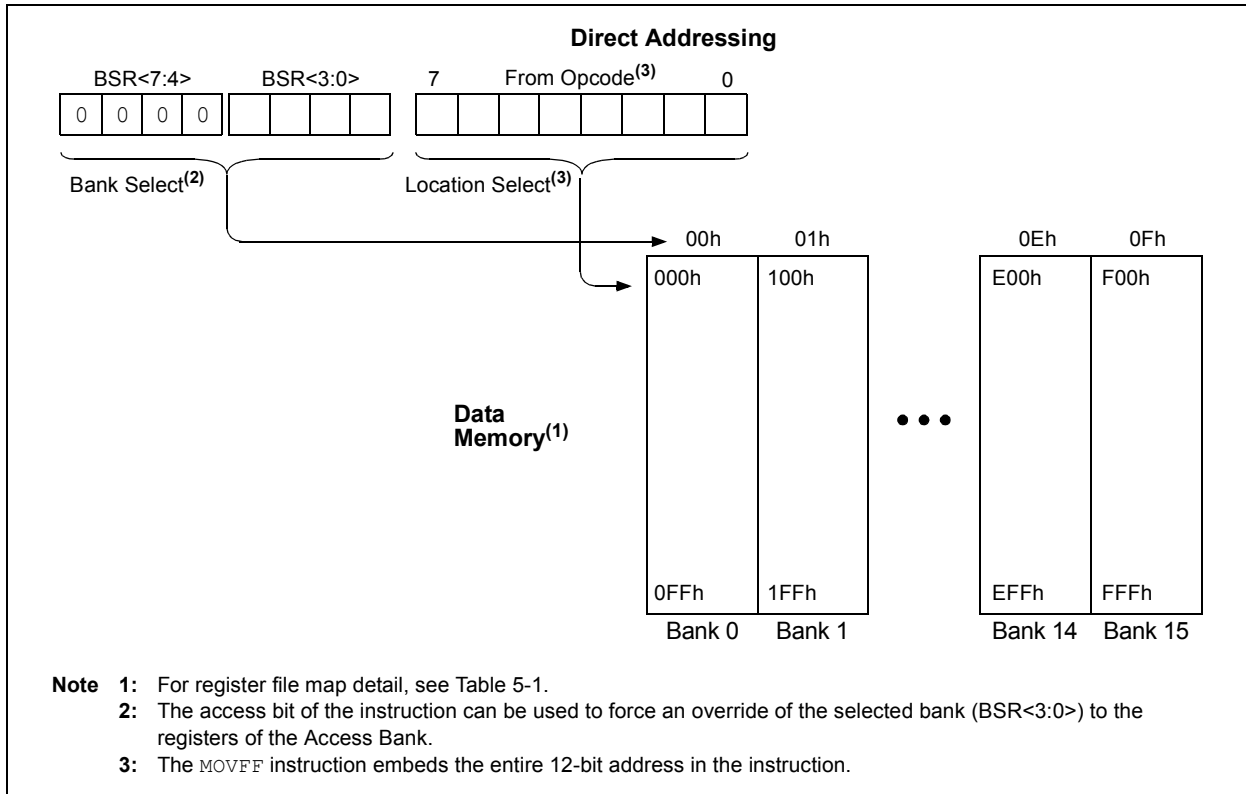 Direct Addressing
BSR<7:4> BSR<3:0> 7 From Opcode(3) 0
0 0 0 0
Bank Select(2) Location Select(3)
00h 01h 0Eh 0Fh
000h 100h E00h F00h
Data
Memory(1)
0FFh 1FFh EFFh FFFh
Bank 0 Bank 1 Bank 14 Bank 15
Note 1: For register file map detail, see Table 5-1.
2: The access bit of the instruction can be used to force an override of the selected bank (BSR<3:0>) to the
registers of the Access Bank.
3: The MOVFF instruction embeds the entire 12-bit address in the instruction.